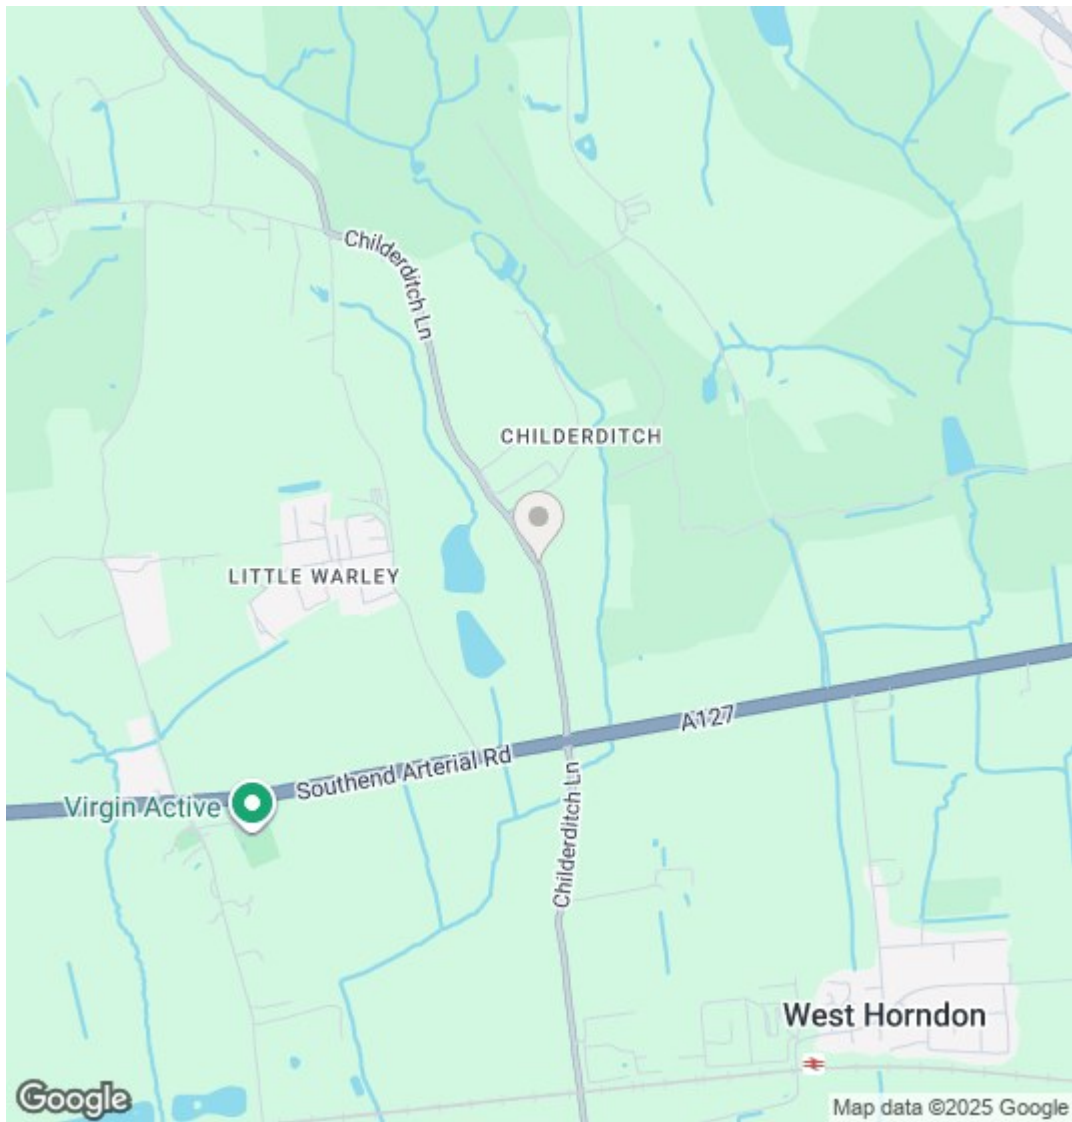 Childerditch Ln
CHILDERDITCH
LITTLE WARLEY
A127
Southend Arterial Rd
Virgin Active
Childerditch Ln
West Horndon
Google
Map data ©2025 Google